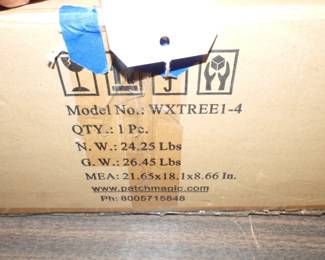 Model No.: WXTREE1-4
QTY.: 1 Pc.
N. W.: 24.25 Lbs
G. W.: 26.45 Lbs
MEA: 21.65x18.1x8.66 In.
www.patchmagic.com
Ph: 8005715848